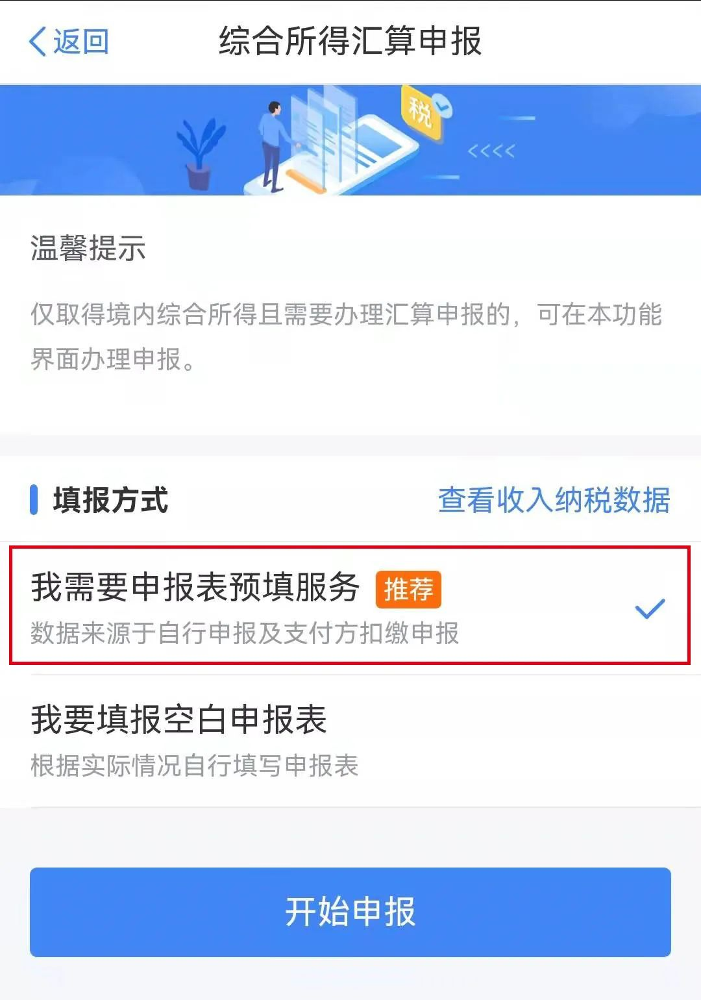 返回
综合所得汇算申报
税
温馨提示
仅取得境内综合所得且需要办理汇算申报的，可在本功能
界面办理申报。
填报方式
查看收入纳税数据
我需要申报表预填服务
推荐
数据来源于自行申报及支付方扣缴申报
我要填报空白申报表
根据实际情况自行填写申报表
开始申报